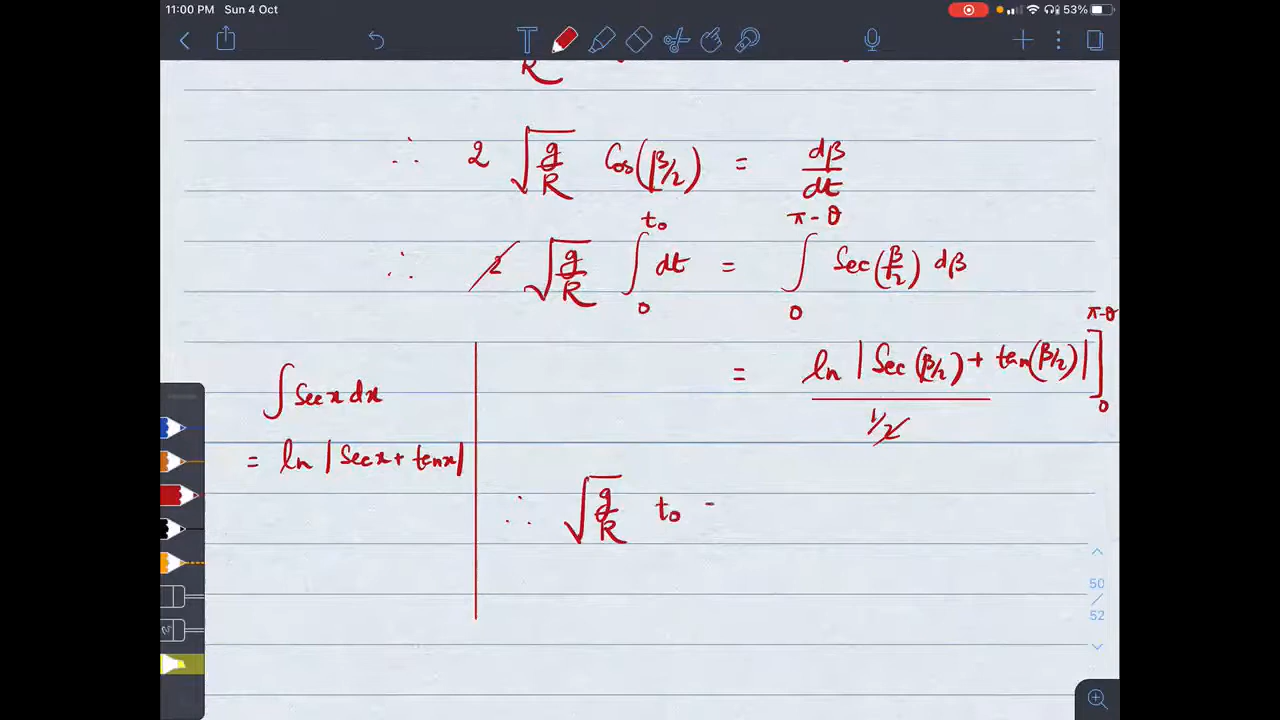 11:00 PM Sun 4 Oct 53%
R
∴ 2 √(g/R) Cos(β/2) = dβ/dt
∴ 2 √(g/R) ∫₀^t₀ dt = ∫₀^(π-θ) Sec(β/2) dβ
= ln |Sec(β/2) + tan(β/2)| / (1/2) ]₀^(π-θ)
∫ Sec x dx
= ln |Sec x + tan x|
∴ √(g/R) t₀ -
50
/
52